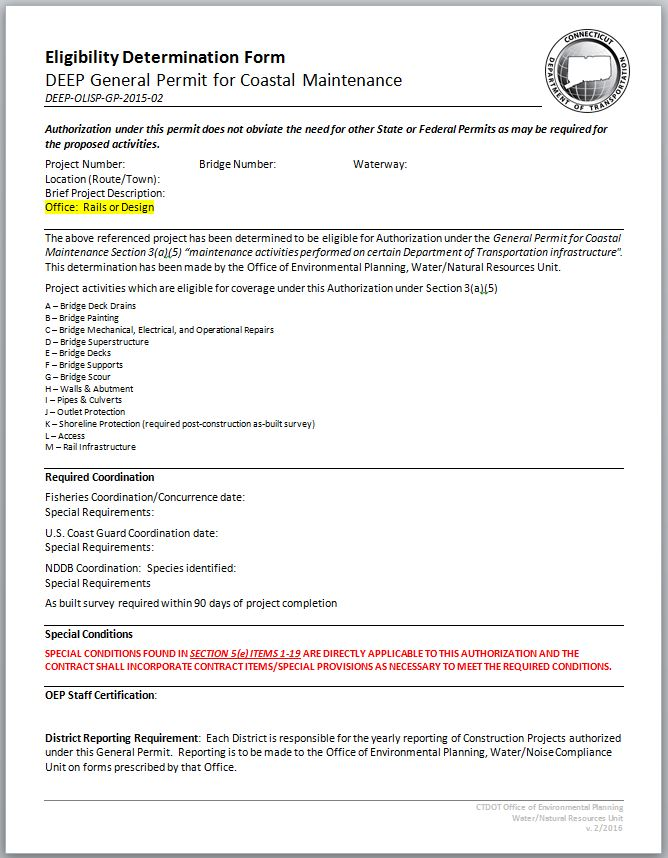 Eligibility Determination Form
DEEP General Permit for Coastal Maintenance
DEEP-OLISP-GP-2015-02
CONNECTICUT
DEPARTMENT OF TRANSPORTATION
Authorization under this permit does not obviate the need for other State or Federal Permits as may be required for
the proposed activities.
Project Number: Bridge Number: Waterway:
Location (Route/Town):
Brief Project Description:
Office: Rails or Design
The above referenced project has been determined to be eligible for Authorization under the General Permit for Coastal
Maintenance Section 3(a)(5) “maintenance activities performed on certain Department of Transportation infrastructure”.
This determination has been made by the Office of Environmental Planning, Water/Natural Resources Unit.
Project activities which are eligible for coverage under this Authorization under Section 3(a)(5)
A – Bridge Deck Drains
B – Bridge Painting
C – Bridge Mechanical, Electrical, and Operational Repairs
D – Bridge Superstructure
E – Bridge Decks
F – Bridge Supports
G – Bridge Scour
H – Walls & Abutment
I – Pipes & Culverts
J – Outlet Protection
K – Shoreline Protection (required post-construction as-built survey)
L – Access
M – Rail Infrastructure
Required Coordination
Fisheries Coordination/Concurrence date:
Special Requirements:
U.S. Coast Guard Coordination date:
Special Requirements:
NDDB Coordination: Species identified:
Special Requirements
As built survey required within 90 days of project completion
Special Conditions
SPECIAL CONDITIONS FOUND IN SECTION 5(e) ITEMS 1-19 ARE DIRECTLY APPLICABLE TO THIS AUTHORIZATION AND THE
CONTRACT SHALL INCORPORATE CONTRACT ITEMS/SPECIAL PROVISIONS AS NECESSARY TO MEET THE REQUIRED CONDITIONS.
OEP Staff Certification:
District Reporting Requirement: Each District is responsible for the yearly reporting of Construction Projects authorized
under this General Permit. Reporting is to be made to the Office of Environmental Planning, Water/Noise Compliance
Unit on forms prescribed by that Office.
CTDOT Office of Environmental Planning
Water/Natural Resources Unit
v. 2/2016